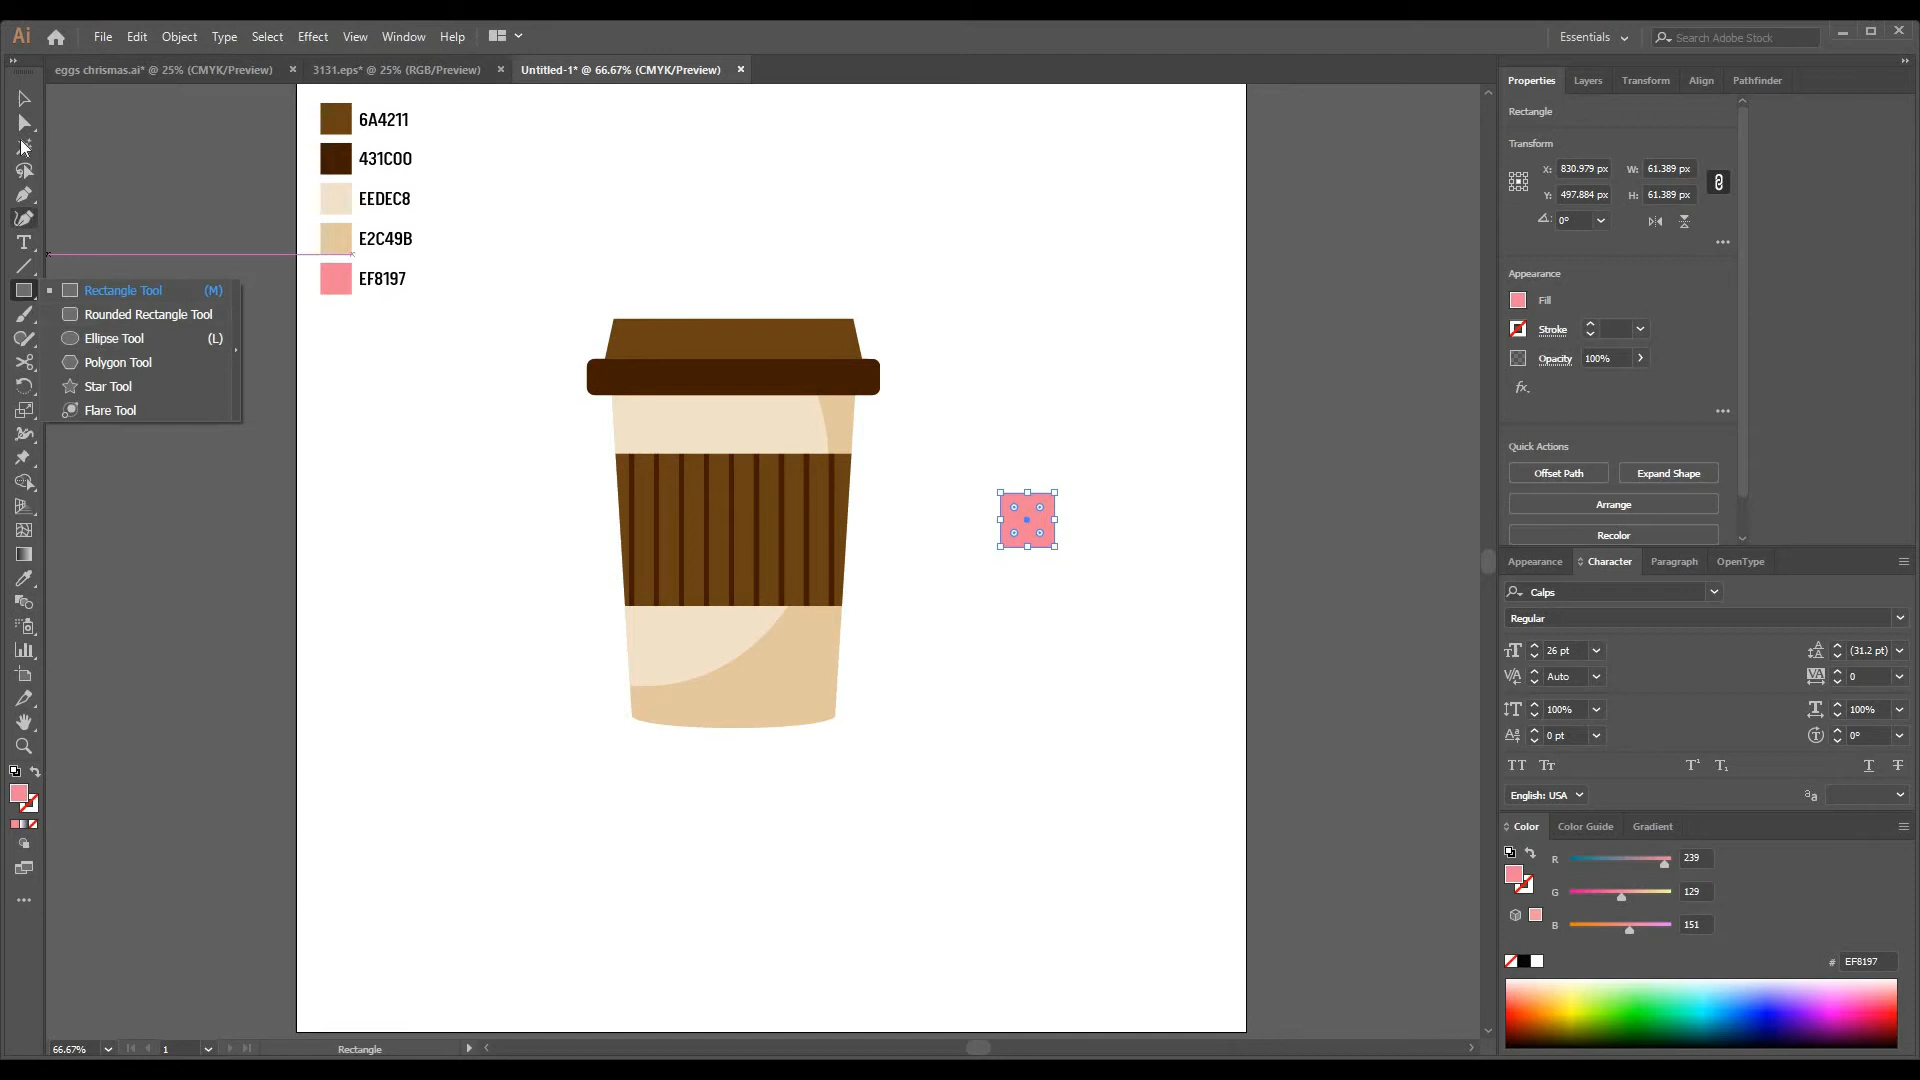 Ai File Edit Object Type Select Effect View Window Help Essentials Search Adobe Stock
eggs chrismas.ai* @ 25% (CMYK/Preview) × 3131.eps* @ 25% (RGB/Preview) × Untitled-1* @ 66.67% (CMYK/Preview) ×
6A4211
431C00
EEDEC8
E2C49B
EF8197
Rectangle Tool (M)
Rounded Rectangle Tool
Ellipse Tool (L)
Polygon Tool
Star Tool
Flare Tool
Properties Layers Transform Align Pathfinder
Rectangle
Transform
X: 830.979 px W: 61.389 px
Y: 497.884 px H: 61.389 px
0°
Appearance
Fill
Stroke
Opacity 100%
fx.
Quick Actions
Offset Path Expand Shape
Arrange
Recolor
Appearance Character Paragraph OpenType
Calps
Regular
26 pt (31.2 pt)
Auto 0
100% 100%
0 pt 0°
TT Tr T¹ T₁ T T
English: USA aa
Color Color Guide Gradient
R 239
G 129
B 151
# EF8197
66.67% 1 Rectangle